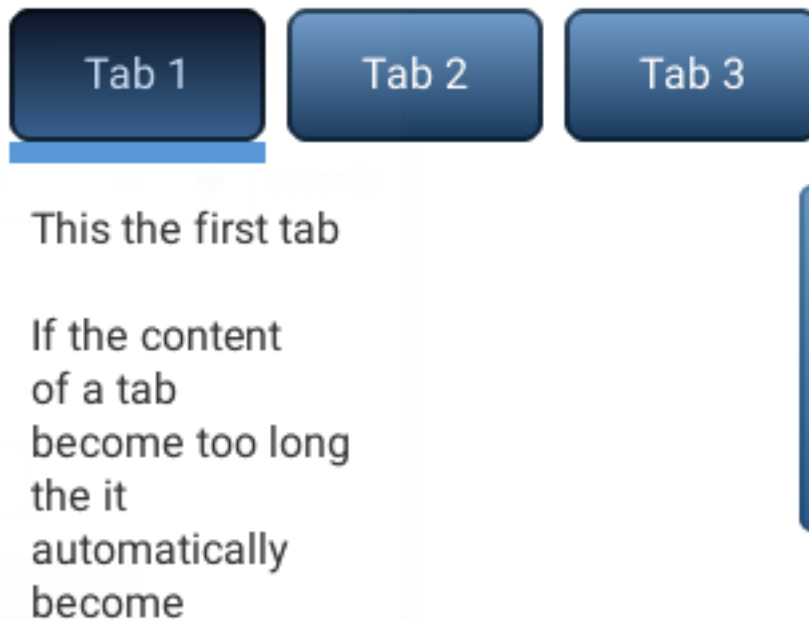 Tab 1 Tab 2 Tab 3
This the first tab
If the content
of a tab
become too long
the it
automatically
become